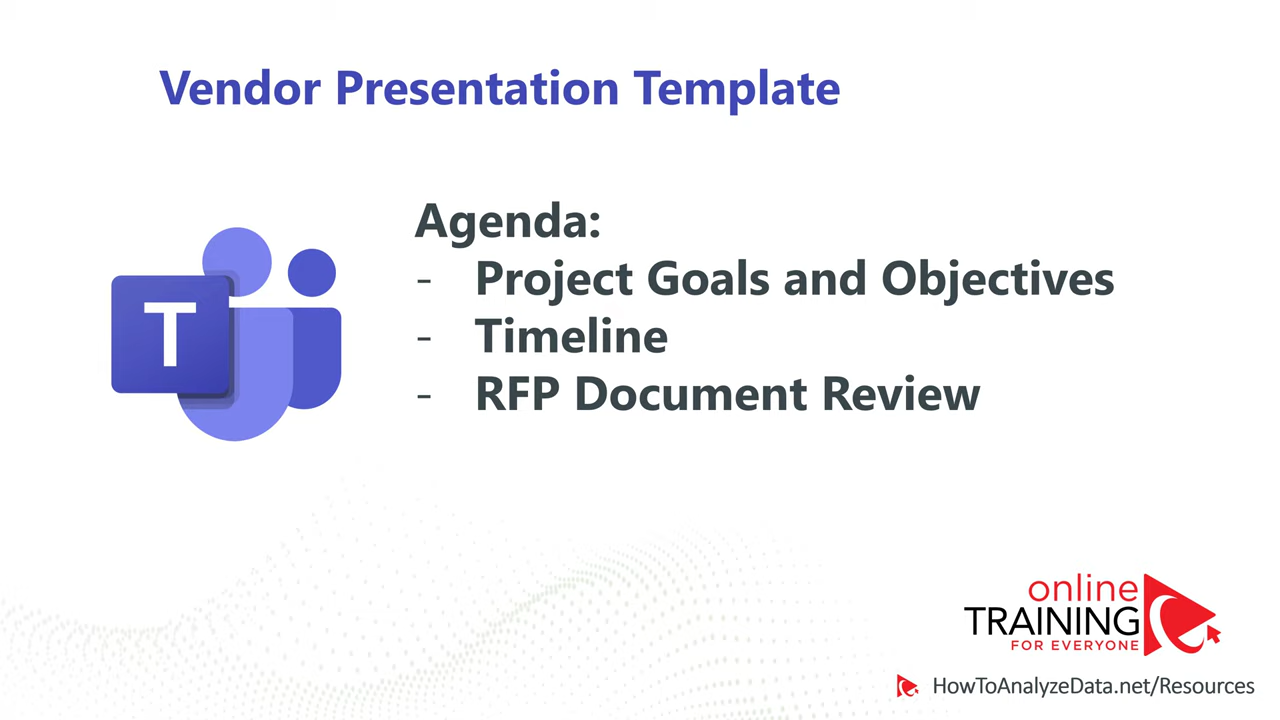 Vendor Presentation Template
Agenda:
- Project Goals and Objectives
- Timeline
- RFP Document Review
T
online
TRAINING
FOR EVERYONE
HowToAnalyzeData.net/Resources